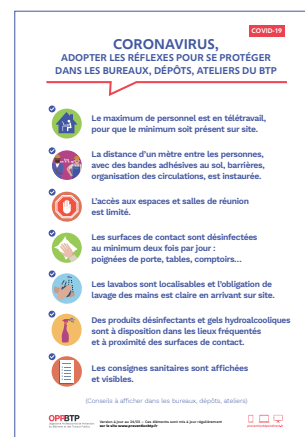 COVID-19
CORONAVIRUS,
ADOPTER LES RÉFLEXES POUR SE PROTÉGER
DANS LES BUREAUX, DÉPÔTS, ATELIERS DU BTP
Le maximum de personnel est en télétravail,
pour que le minimum soit présent sur site.
La distance d'un mètre entre les personnes,
avec des bandes adhésives au sol, barrières,
organisation des circulations, est instaurée.
L'accès aux espaces et salles de réunion
est limité.
Les surfaces de contact sont désinfectées
au minimum deux fois par jour :
poignées de porte, tables, comptoirs...
Les lavabos sont localisables et l'obligation de
lavage des mains est claire en arrivant sur site.
Des produits désinfectants et gels hydroalcooliques
sont à disposition dans les lieux fréquentés
et à proximité des surfaces de contact.
Les consignes sanitaires sont affichées
et visibles.
(Conseils à afficher dans les bureaux, dépôts, ateliers)
OPPBTP
sur le site www.preventionbtp.fr